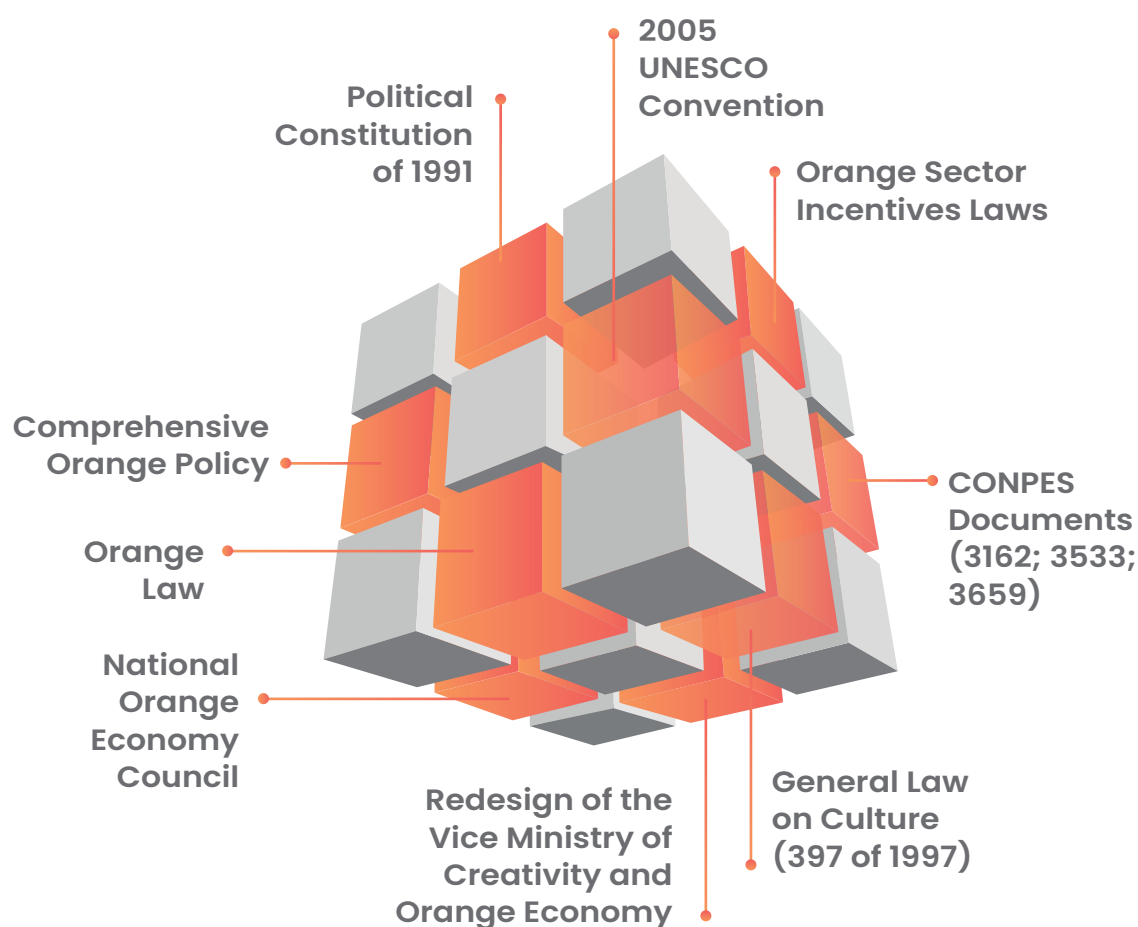 2005
UNESCO
Convention
Political
Constitution
of 1991
Orange Sector
Incentives Laws
Comprehensive
Orange Policy
CONPES
Documents
(3162; 3533;
3659)
Orange
Law
National
Orange
Economy
Council
General Law
on Culture
(397 of 1997)
Redesign of the
Vice Ministry of
Creativity and
Orange Economy